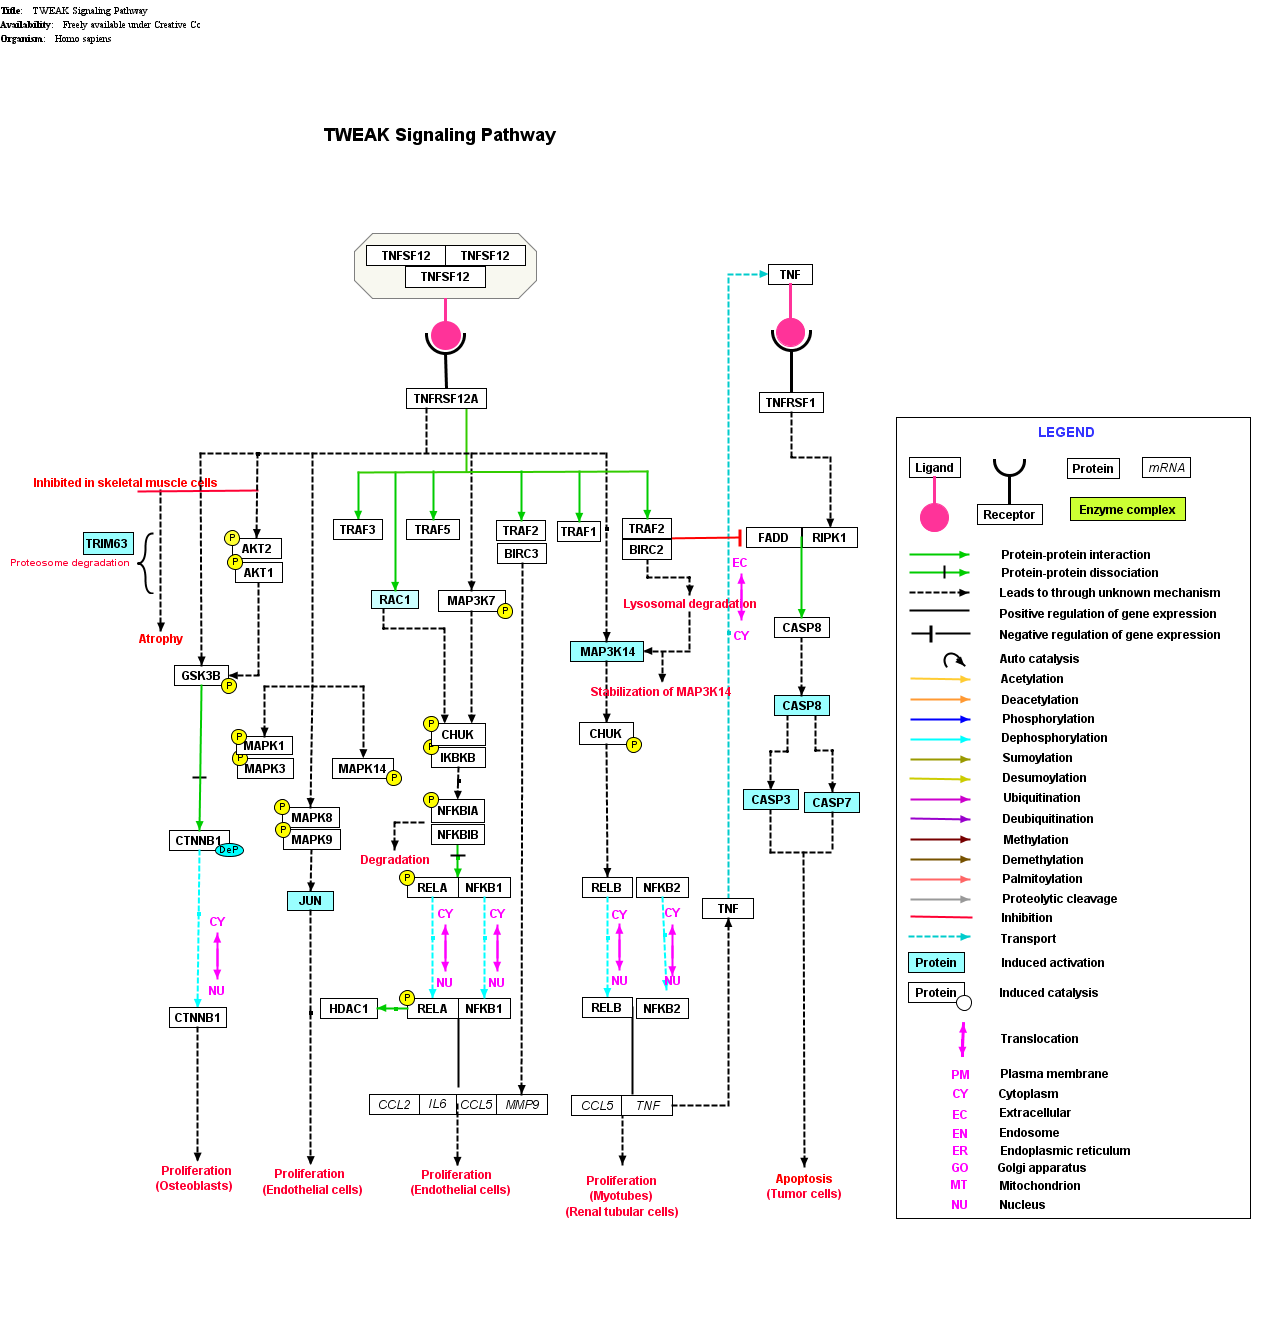 Title: TWEAK Signaling Pathway
Availability: Freely available under Creative Cc
Organism: Homo sapiens
TWEAK Signaling Pathway
TNFSF12 TNFSF12
TNFSF12
TNF
TNFRSF12A
TNFRSF1
Inhibited in skeletal muscle cells
TRAF3
TRAF5
TRAF2
BIRC3
TRAF1
TRAF2
BIRC2
FADD RIPK1
TRIM63
Proteosome degradation
P
AKT2
P
AKT1
EC
CY
RAC1
MAP3K7
P
Lysosomal degradation
CASP8
Atrophy
MAP3K14
GSK3B
P
Stabilization of MAP3K14
CASP8
P
MAPK1
P
MAPK3
MAPK14
P
P
CHUK
P
IKBKB
CHUK
P
CASP3
CASP7
P
MAPK8
P
MAPK9
P
NFKBIA
NFKBIB
CTNNB1
DeP
Degradation
P
RELA NFKB1
RELB
NFKB2
JUN
TNF
CY
NU
CY
NU
CY
NU
CY
NU
CY
NU
CTNNB1
HDAC1
P
RELA NFKB1
RELB
NFKB2
CCL2 IL6 CCL5 MMP9
CCL5 TNF
Proliferation
(Osteoblasts)
Proliferation
(Endothelial cells)
Proliferation
(Endothelial cells)
Proliferation
(Myotubes)
(Renal tubular cells)
Apoptosis
(Tumor cells)
LEGEND
Ligand
Receptor
Protein
mRNA
Enzyme complex
Protein-protein interaction
Protein-protein dissociation
Leads to through unknown mechanism
Positive regulation of gene expression
Negative regulation of gene expression
Auto catalysis
Acetylation
Deacetylation
Phosphorylation
Dephosphorylation
Sumoylation
Desumoylation
Ubiquitination
Deubiquitination
Methylation
Demethylation
Palmitoylation
Proteolytic cleavage
Inhibition
Transport
Protein Induced activation
Protein Induced catalysis
Translocation
PM Plasma membrane
CY Cytoplasm
EC Extracellular
EN Endosome
ER Endoplasmic reticulum
GO Golgi apparatus
MT Mitochondrion
NU Nucleus